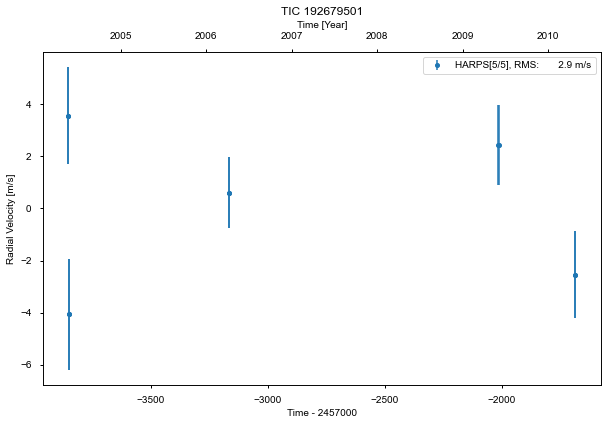 TIC 192679501
Time [Year]
2005 2006 2007 2008 2009 2010
HARPS[5/5], RMS: 2.9 m/s
Radial Velocity [m/s]
4
2
0
−2
−4
−6
−3500 −3000 −2500 −2000
Time - 2457000